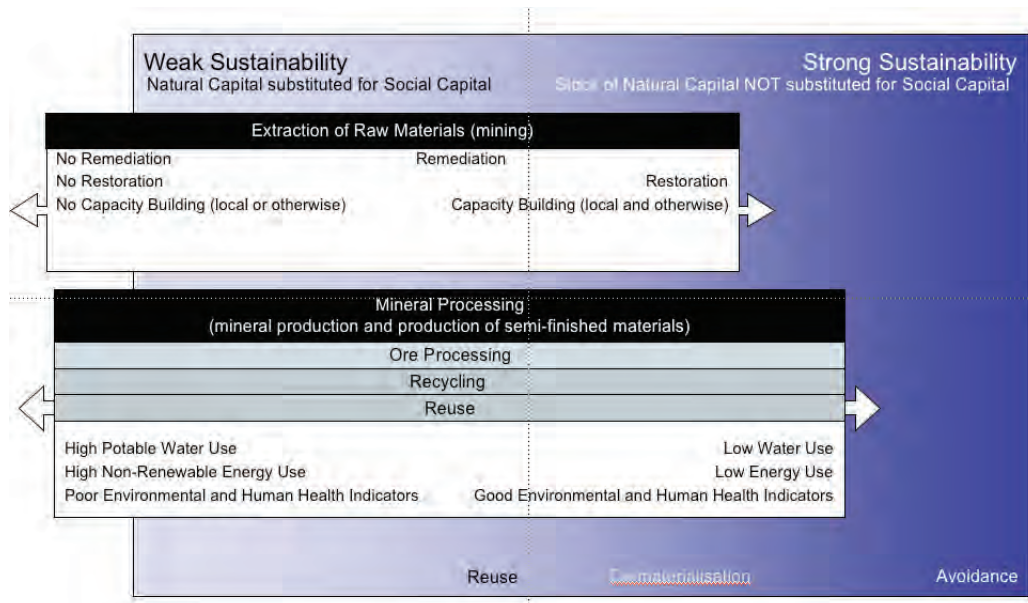 Weak Sustainability
Natural Capital substituted for Social Capital
Strong Sustainability
Stock of Natural Capital NOT substituted for Social Capital
Extraction of Raw Materials (mining)
No Remediation
Remediation
No Restoration
Restoration
No Capacity Building (local or otherwise)
Capacity Building (local and otherwise)
Mineral Processing
(mineral production and production of semi-finished materials)
Ore Processing
Recycling
Reuse
High Potable Water Use
Low Water Use
High Non-Renewable Energy Use
Low Energy Use
Poor Environmental and Human Health Indicators
Good Environmental and Human Health Indicators
Reuse
Dematerialisation
Avoidance